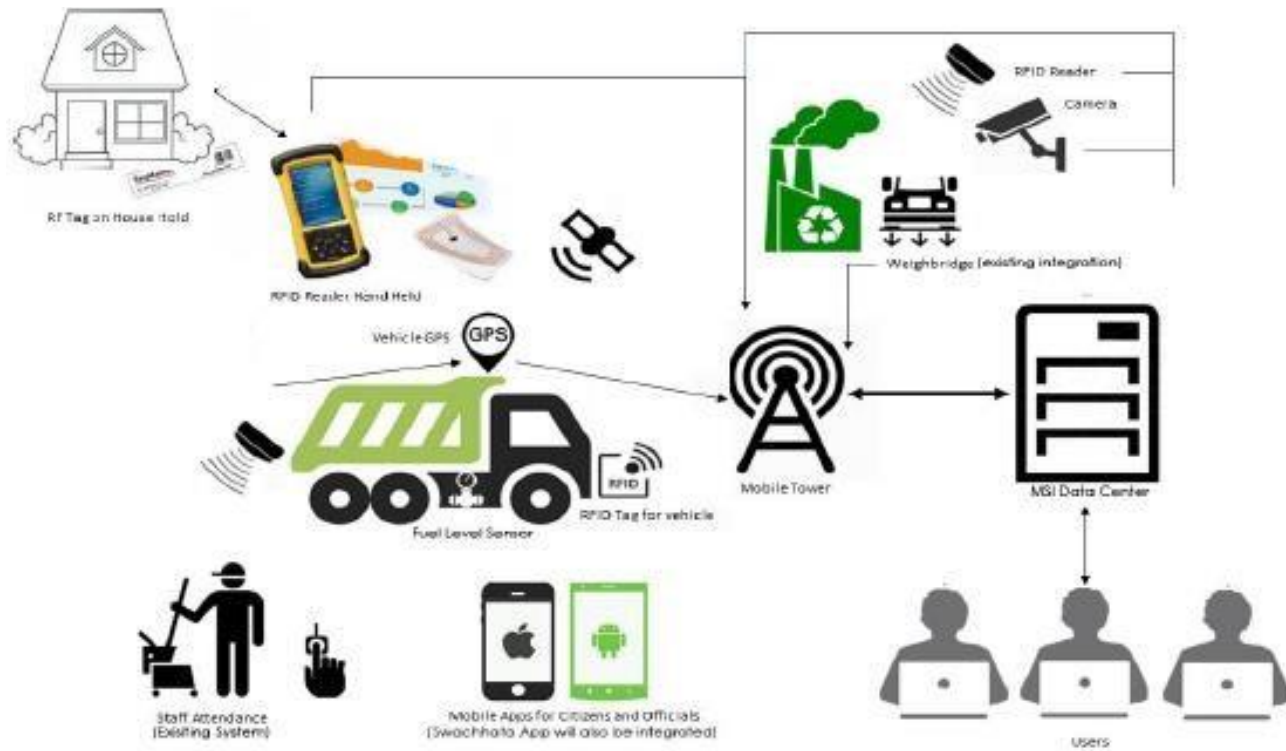 RFID Reader
Camera
RF Tag on House Hold
Weighbridge (existing integration)
RFID Reader Hand Held
Vehicle GPS
GPS
RFID
Mobile Tower
MSI Data Center
RFID Tag for vehicle
Fuel Level Sensor
Staff Attendance
(Existing System)
Mobile Apps for Citizens and Officials
(Swachhata App will also be integrated)
Users